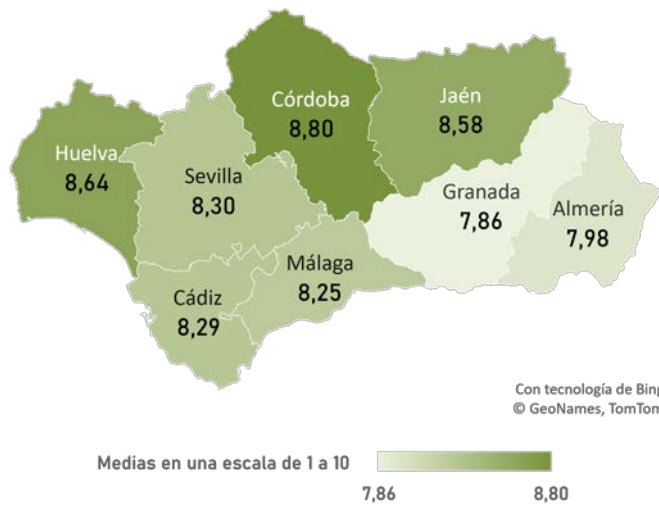 Córdoba
8,80
Jaén
8,58
Huelva
8,64
Sevilla
8,30
Granada
7,86
Almería
7,98
Málaga
8,25
Cádiz
8,29
Con tecnología de Bing
© GeoNames, TomTom
Medias en una escala de 1 a 10
7,86
8,80